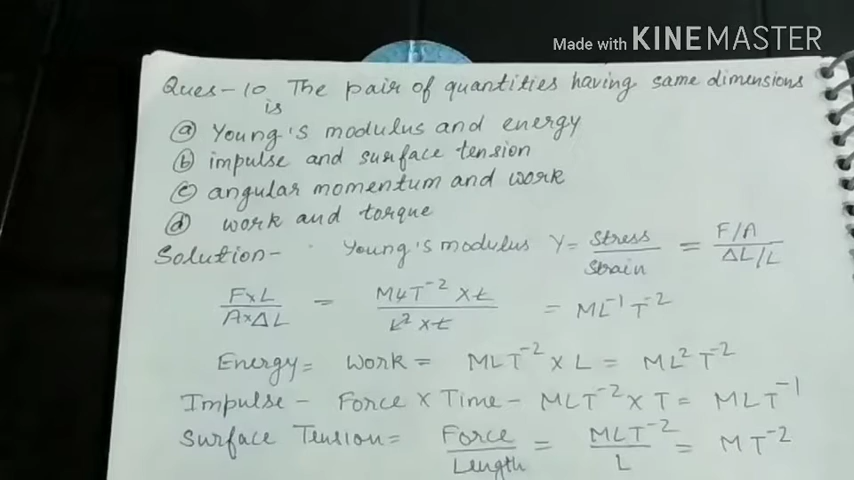 Made with KINEMASTER
Ques-10 The pair of quantities having same dimensions
is
(a) Young's modulus and energy
(b) impulse and surface tension
(c) angular momentum and work
(d) work and torque
Solution- Young's modulus Y = Stress/Strain = F/A / ΔL/L
F×L / A×ΔL = MLT⁻² × L / L² × L = ML⁻¹T⁻²
Energy = Work = MLT⁻² × L = ML²T⁻²
Impulse - Force × Time - MLT⁻² × T = MLT⁻¹
Surface Tension = Force/Length = MLT⁻²/L = MT⁻²